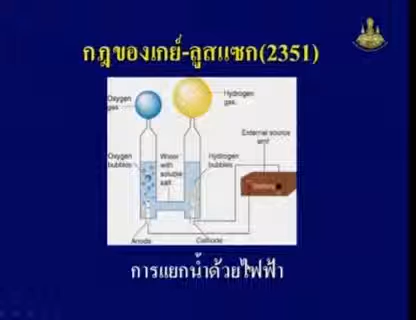 กฎของเกย์-ลูสแซก(2351)
Oxygen
gas
Hydrogen
gas
External source
emf
Oxygen
bubbles
Water
with
soluble
salt
Hydrogen
bubbles
Battery
Anode
Cathode
การแยกน้ำด้วยไฟฟ้า